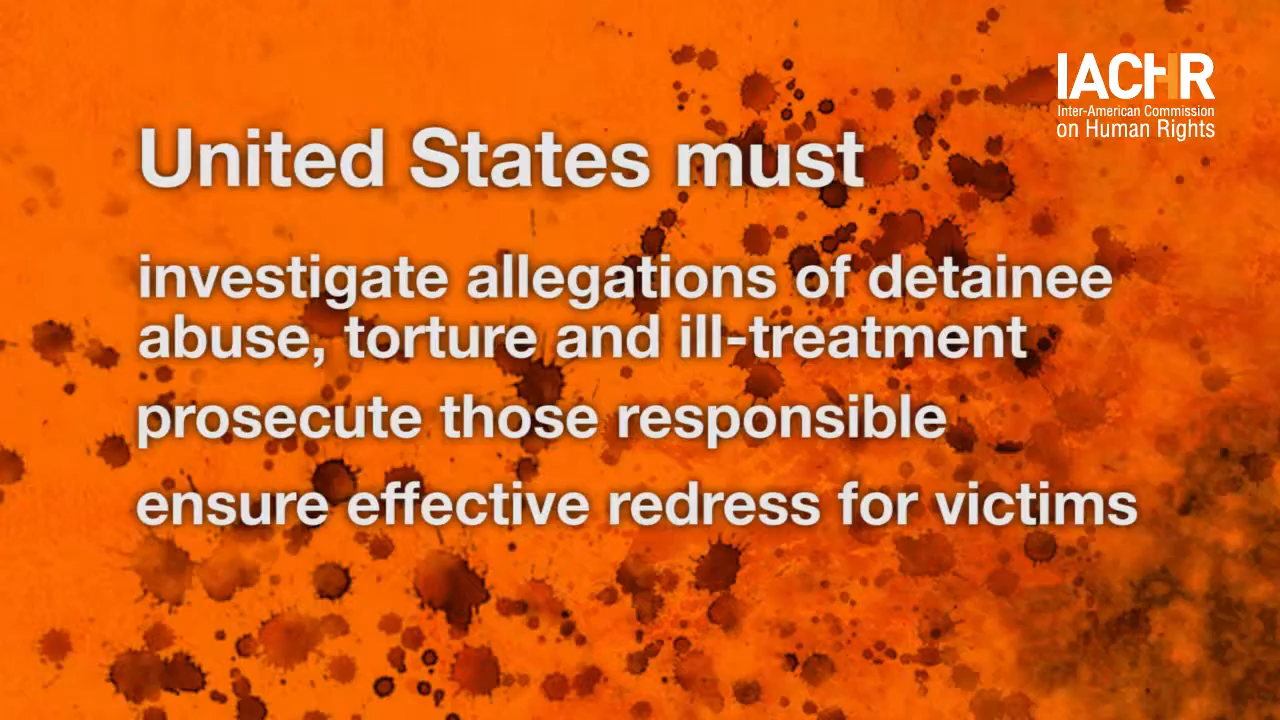 IACHR
Inter-American Commission
on Human Rights
United States must
investigate allegations of detainee
abuse, torture and ill-treatment
prosecute those responsible
ensure effective redress for victims